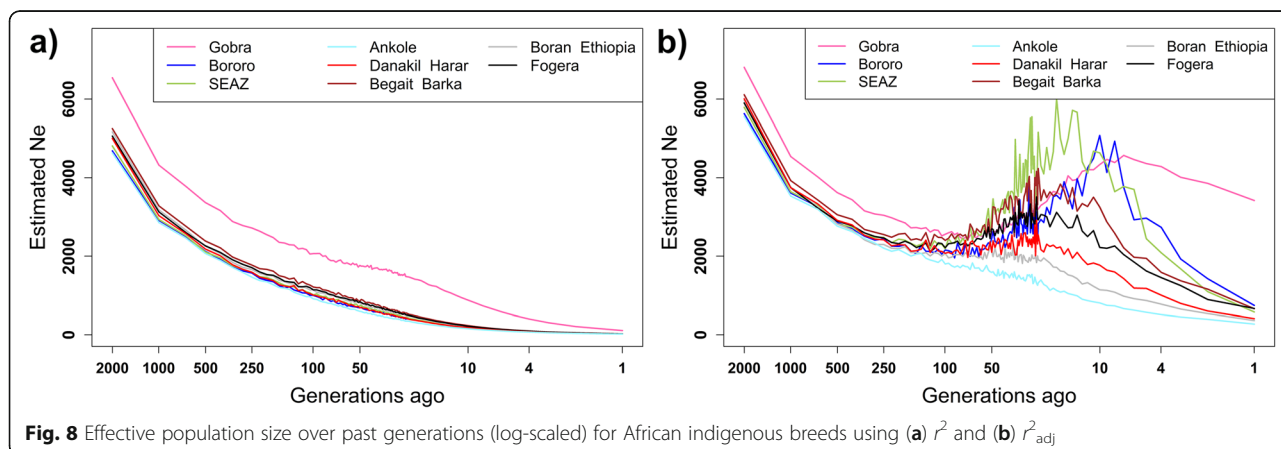 a)
Gobra Ankole Boran Ethiopia
Bororo Danakil Harar Fogera
SEAZ Begait Barka
Estimated Ne
6000
4000
2000
0
2000 1000 500 250 100 50 10 4 1
Generations ago
b)
Gobra Ankole Boran Ethiopia
Bororo Danakil Harar Fogera
SEAZ Begait Barka
Estimated Ne
6000
4000
2000
0
2000 1000 500 250 100 50 10 4 1
Generations ago
Fig. 8 Effective population size over past generations (log-scaled) for African indigenous breeds using (a) r² and (b) r²adj